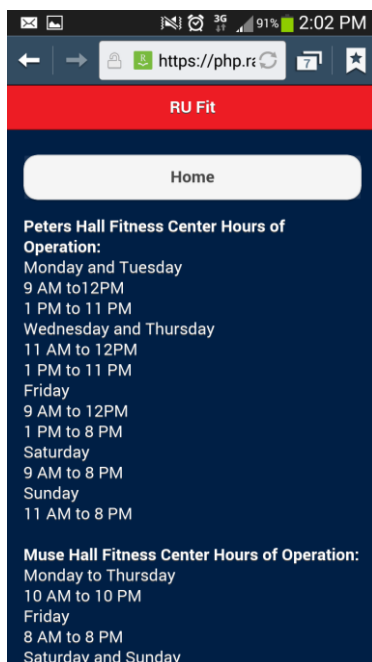 3G 91% 2:02 PM
https://php.ra 7
RU Fit
Home
Peters Hall Fitness Center Hours of
Operation:
Monday and Tuesday
9 AM to12PM
1 PM to 11 PM
Wednesday and Thursday
11 AM to 12PM
1 PM to 11 PM
Friday
9 AM to 12PM
1 PM to 8 PM
Saturday
9 AM to 8 PM
Sunday
11 AM to 8 PM
Muse Hall Fitness Center Hours of Operation:
Monday to Thursday
10 AM to 10 PM
Friday
8 AM to 8 PM
Saturday and Sunday